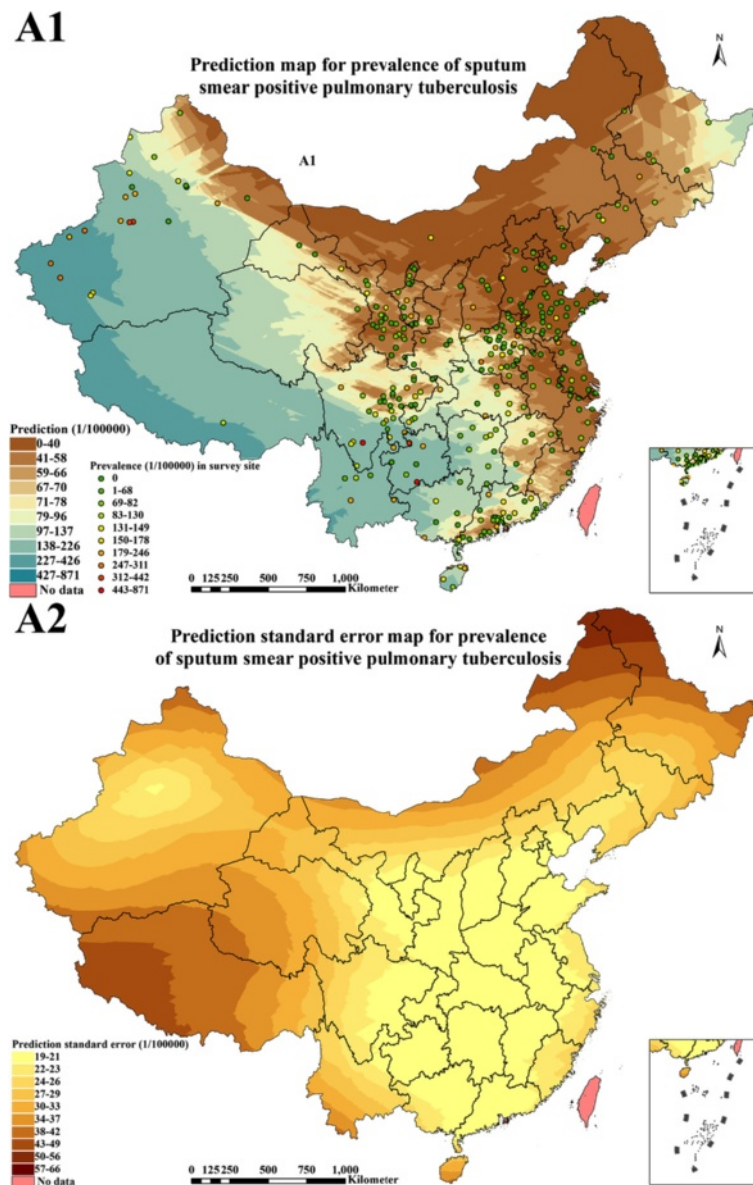 A1
Prediction map for prevalence of sputum
smear positive pulmonary tuberculosis
N
A1
Prediction (1/100000)
0-40
41-58
59-66
67-70
71-78
79-96
97-137
138-226
227-426
427-871
No data
Prevalence (1/100000) in survey site
0
1-68
69-82
83-130
131-149
150-178
179-246
247-311
312-442
443-871
0 125 250 500 750 1,000
Kilometer
A2
Prediction standard error map for prevalence
of sputum smear positive pulmonary tuberculosis
N
Prediction standard error (1/100000)
19-21
22-23
24-26
27-29
30-33
34-37
38-42
43-49
50-56
57-66
No data
0 125 250 500 750 1,000
Kilometer